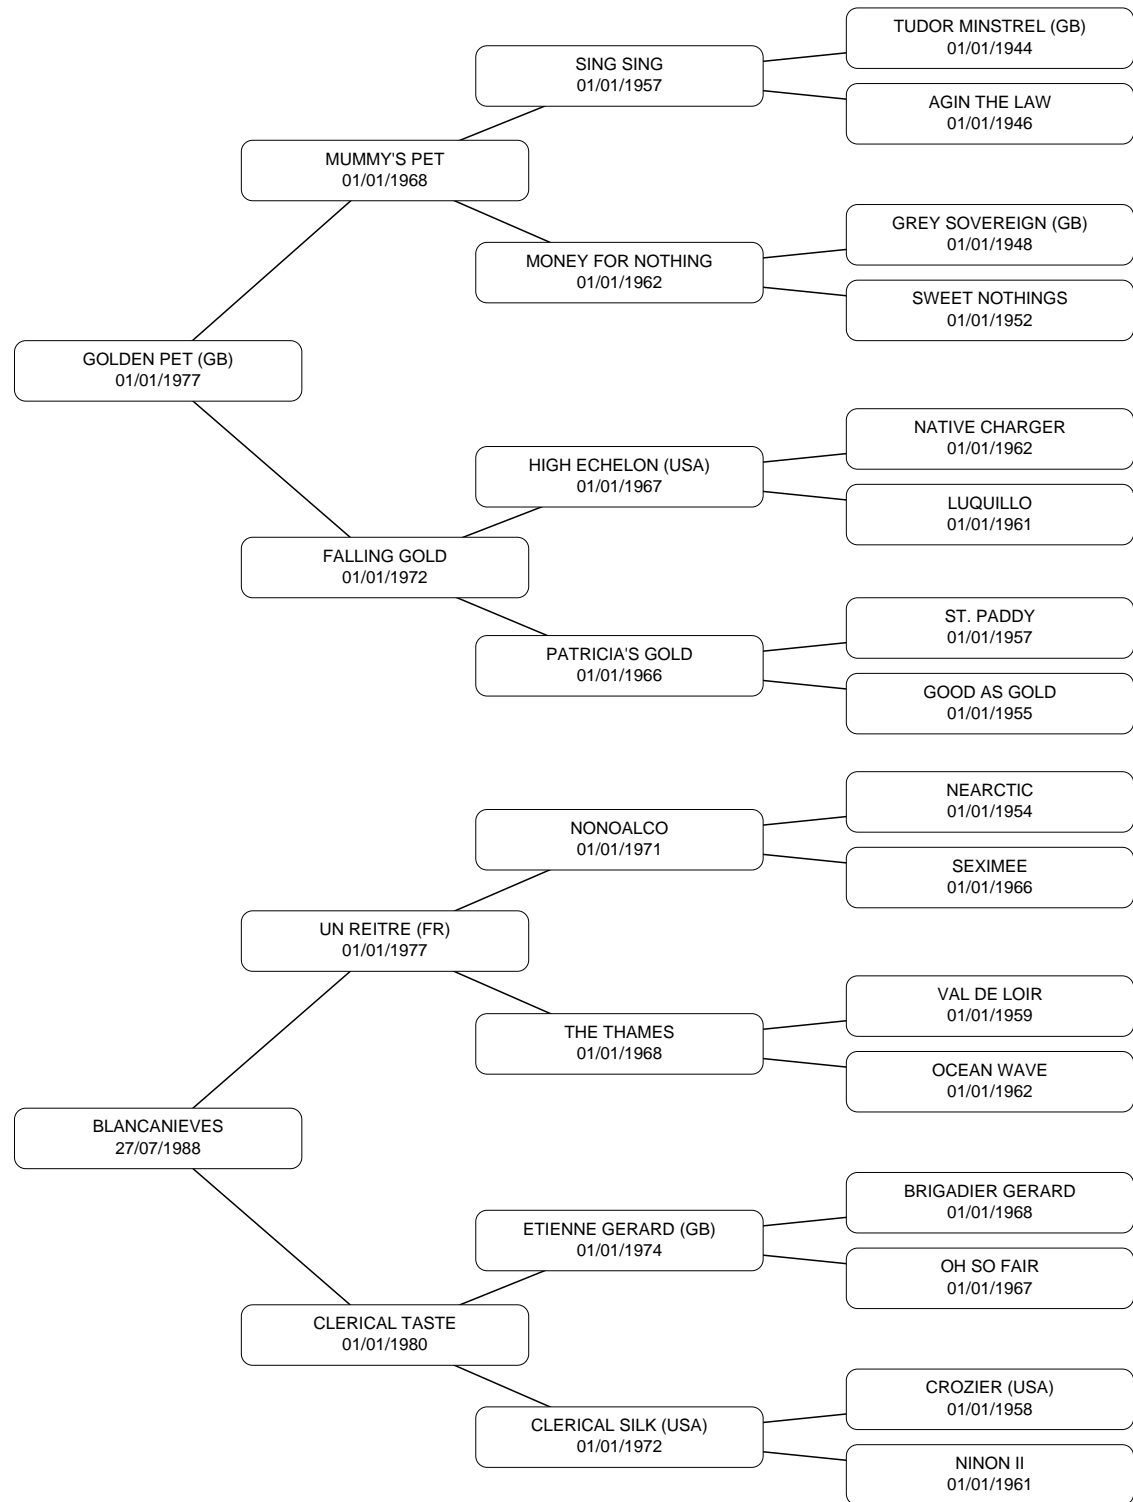 TUDOR MINSTREL (GB)
01/01/1944
SING SING
01/01/1957
AGIN THE LAW
01/01/1946
MUMMY'S PET
01/01/1968
GREY SOVEREIGN (GB)
01/01/1948
MONEY FOR NOTHING
01/01/1962
SWEET NOTHINGS
01/01/1952
GOLDEN PET (GB)
01/01/1977
NATIVE CHARGER
01/01/1962
HIGH ECHELON (USA)
01/01/1967
LUQUILLO
01/01/1961
FALLING GOLD
01/01/1972
ST. PADDY
01/01/1957
PATRICIA'S GOLD
01/01/1966
GOOD AS GOLD
01/01/1955
NEARCTIC
01/01/1954
NONOALCO
01/01/1971
SEXIMEE
01/01/1966
UN REITRE (FR)
01/01/1977
VAL DE LOIR
01/01/1959
THE THAMES
01/01/1968
OCEAN WAVE
01/01/1962
BLANCANIEVES
27/07/1988
BRIGADIER GERARD
01/01/1968
ETIENNE GERARD (GB)
01/01/1974
OH SO FAIR
01/01/1967
CLERICAL TASTE
01/01/1980
CROZIER (USA)
01/01/1958
CLERICAL SILK (USA)
01/01/1972
NINON II
01/01/1961